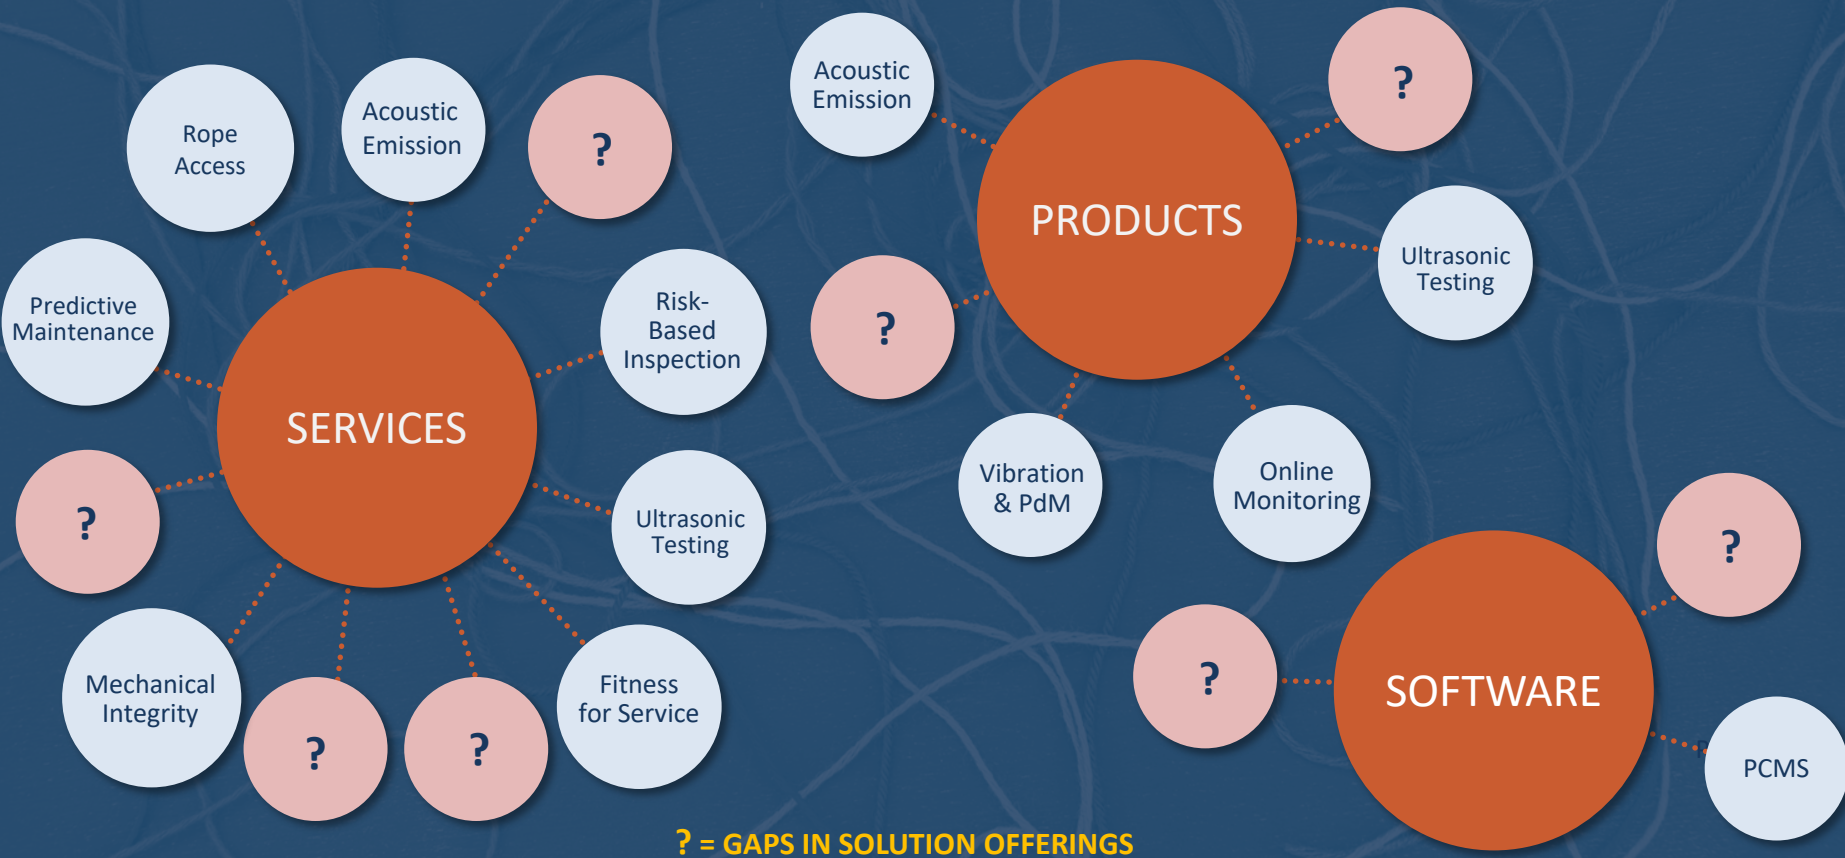 Rope
Access
Acoustic
Emission
?
Predictive
Maintenance
Risk-
Based
Inspection
SERVICES
?
Ultrasonic
Testing
Mechanical
Integrity
?
?
Fitness
for Service
Acoustic
Emission
?
PRODUCTS
Ultrasonic
Testing
?
Vibration
& PdM
Online
Monitoring
?
?
SOFTWARE
PCMS
? = GAPS IN SOLUTION OFFERINGS